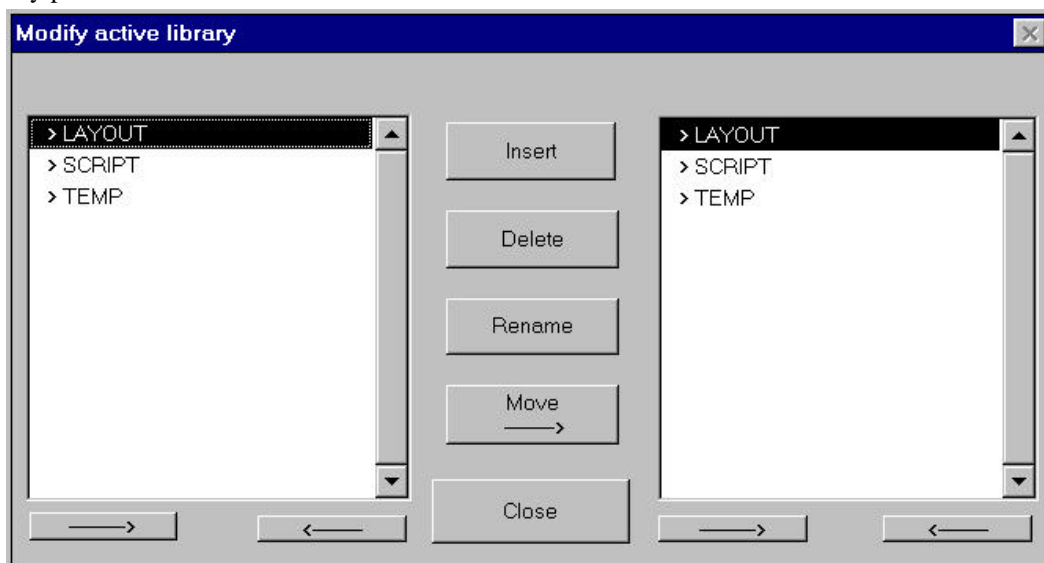 Modify active library
> LAYOUT
> SCRIPT
> TEMP
Insert
Delete
Rename
Move
——>
Close
> LAYOUT
> SCRIPT
> TEMP
——>
<——
——>
<——